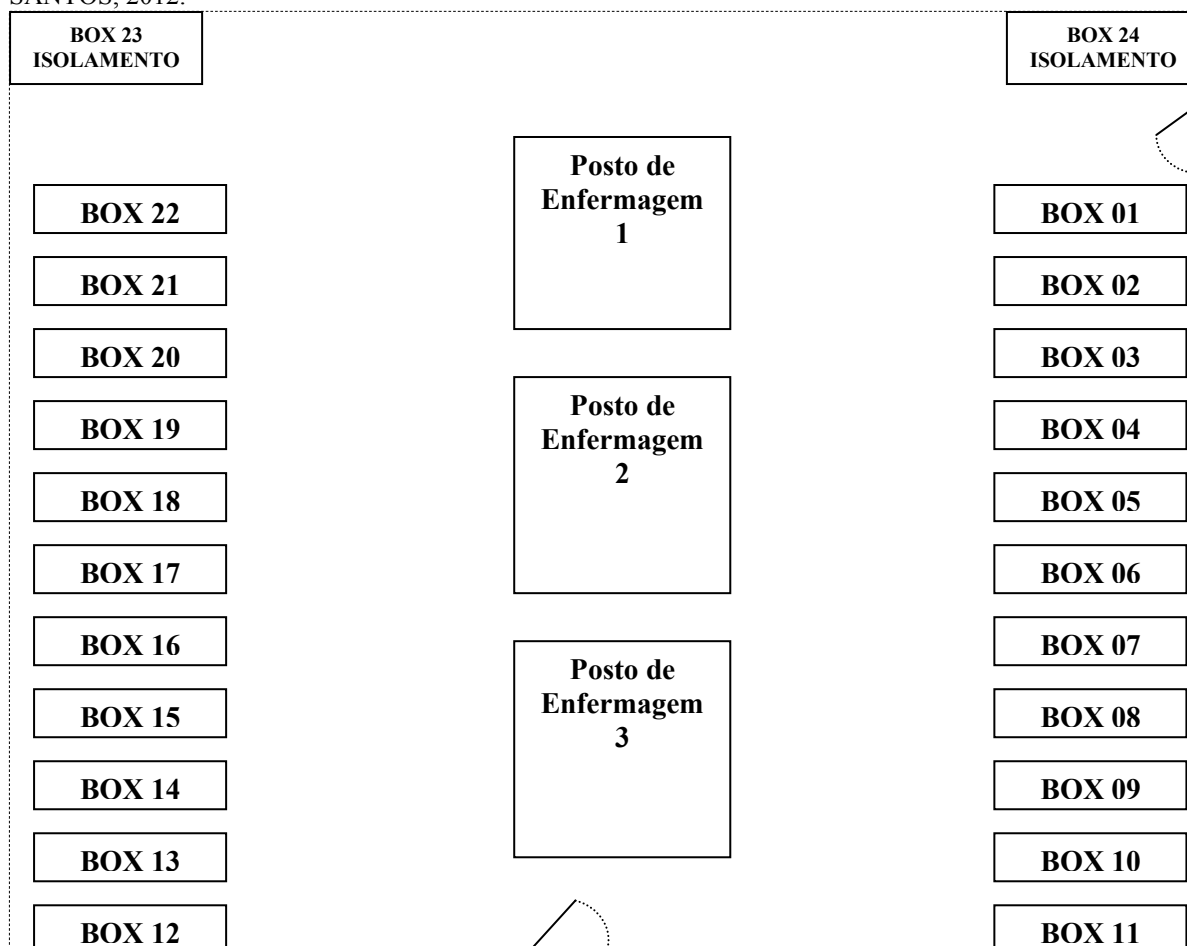 SANTOS, 2012.
BOX 23
ISOLAMENTO
BOX 24
ISOLAMENTO
Posto de
Enfermagem
1
BOX 22
BOX 01
BOX 21
BOX 02
BOX 20
BOX 03
Posto de
Enfermagem
2
BOX 19
BOX 04
BOX 18
BOX 05
BOX 17
BOX 06
BOX 16
BOX 07
Posto de
Enfermagem
3
BOX 15
BOX 08
BOX 14
BOX 09
BOX 13
BOX 10
BOX 12
BOX 11